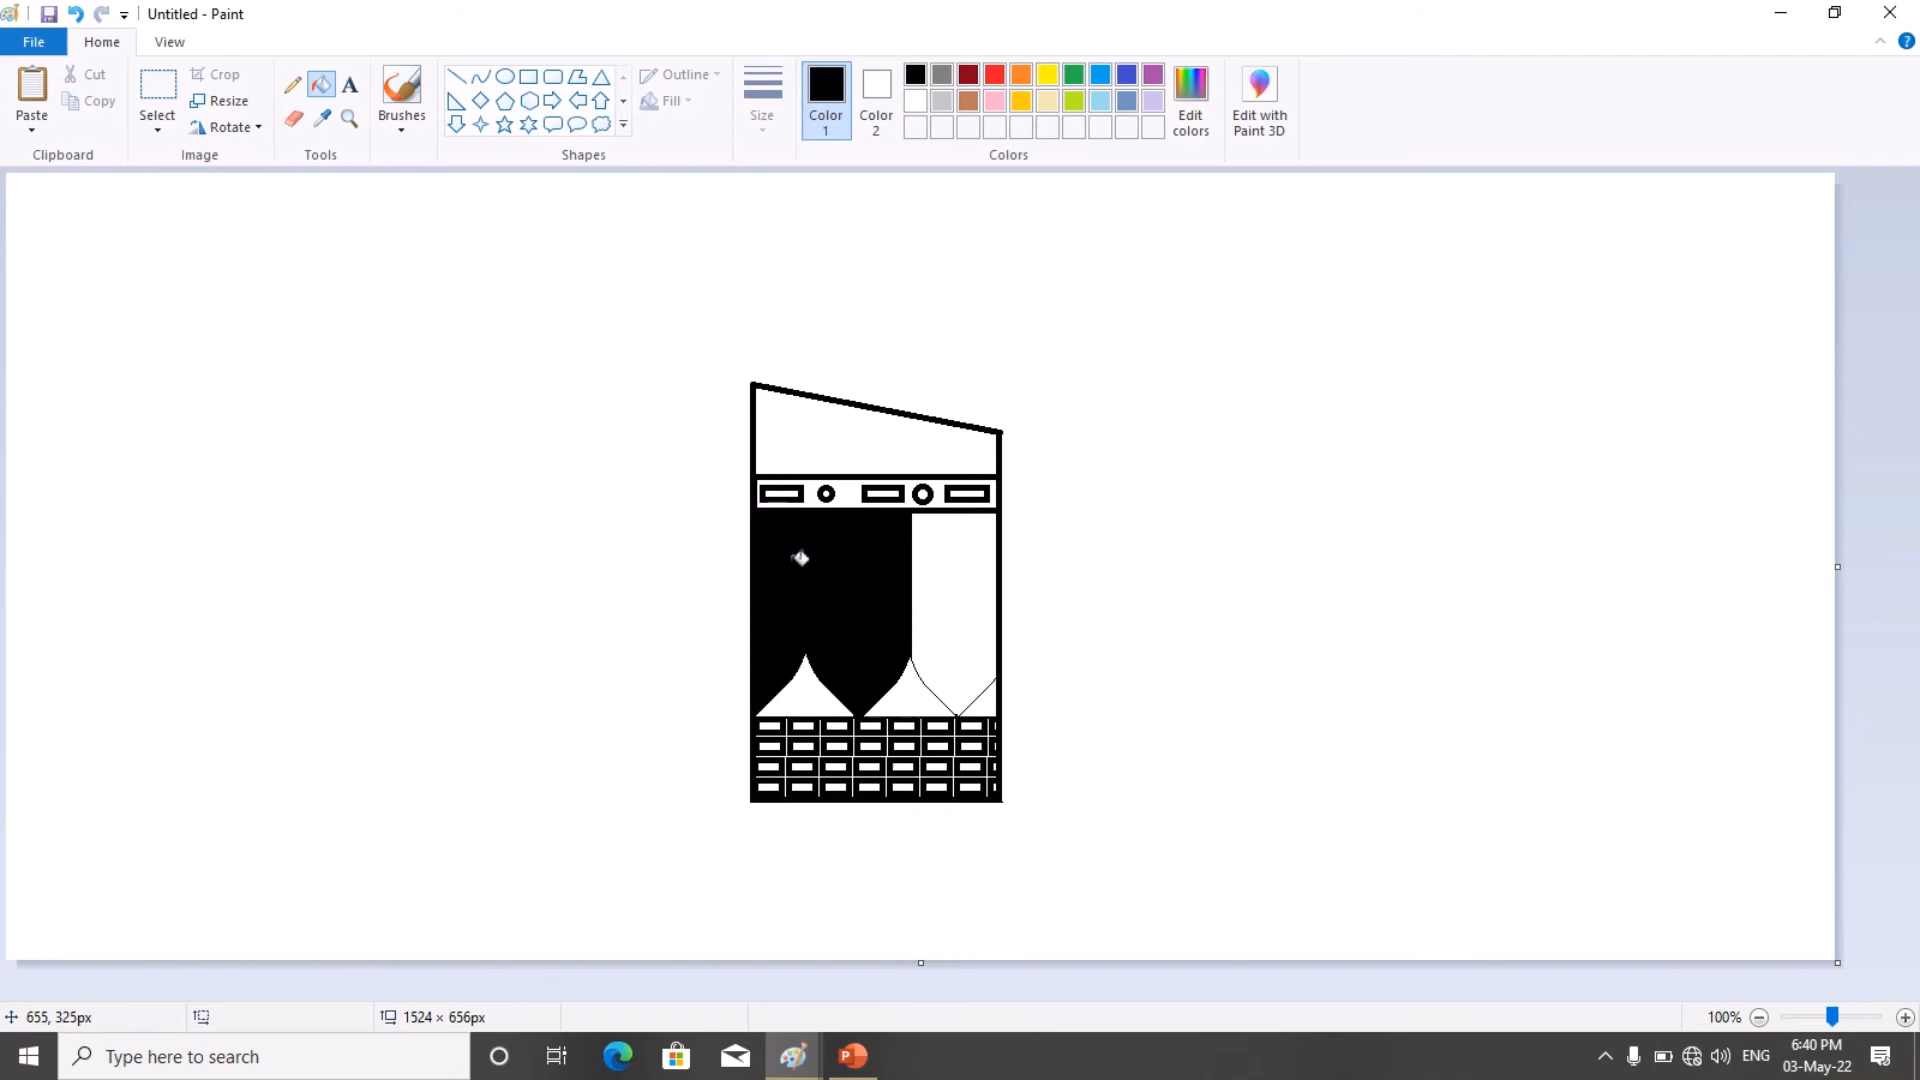 Untitled - Paint
File Home View
Paste
Cut
Copy
Clipboard
Select
Crop
Resize
Rotate
Image
A
Tools
Brushes
Shapes
Outline
Fill
Size
Color 1
Color 2
Colors
Edit colors
Edit with Paint 3D
655, 325px
1524 × 656px
100%
Type here to search
ENG
6:40 PM
03-May-22